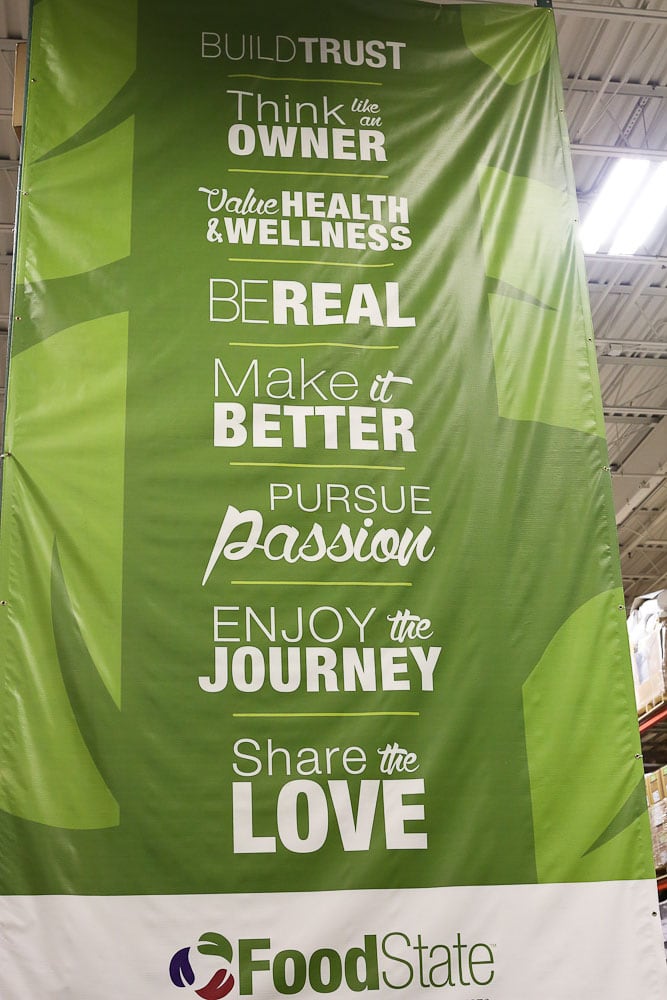 BUILDTRUST
Think like an
OWNER
Value HEALTH
&WELLNESS
BEREAL
Make it
BETTER
PURSUE
passion
ENJOY the
JOURNEY
Share the
LOVE
FoodState™